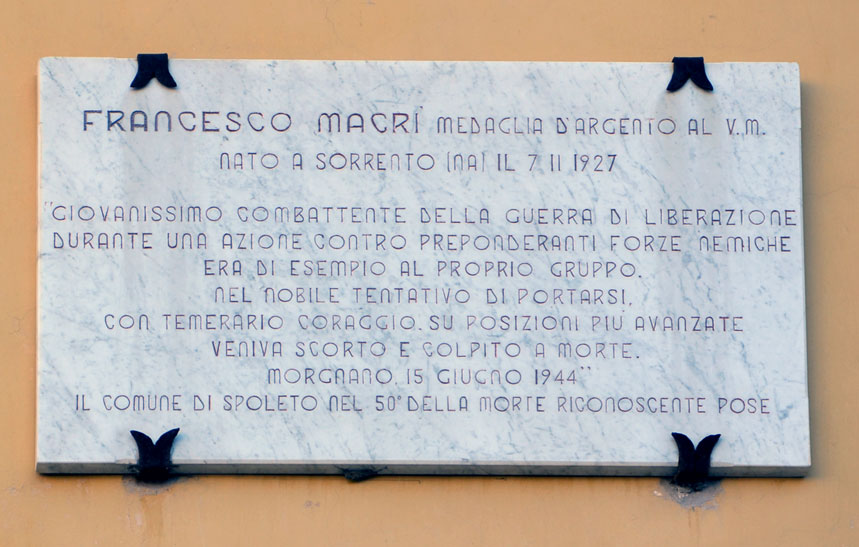 FRANCESCO MACRÌ MEDAGLIA D'ARGENTO AL V.M.
NATO A SORRENTO (NA) IL 7 11 1927
"GIOVANISSIMO COMBATTENTE DELLA GUERRA DI LIBERAZIONE
DURANTE UNA AZIONE CONTRO PREPONDERANTI FORZE NEMICHE
ERA DI ESEMPIO AL PROPRIO GRUPPO.
NEL NOBILE TENTATIVO DI PORTARSI,
CON TEMERARIO CORAGGIO, SU POSIZIONI PIU AVANZATE
VENIVA SCORTO E COLPITO A MORTE.
MORGNANO, 15 GIUGNO 1944"
IL COMUNE DI SPOLETO NEL 50° DELLA MORTE RICONOSCENTE POSE